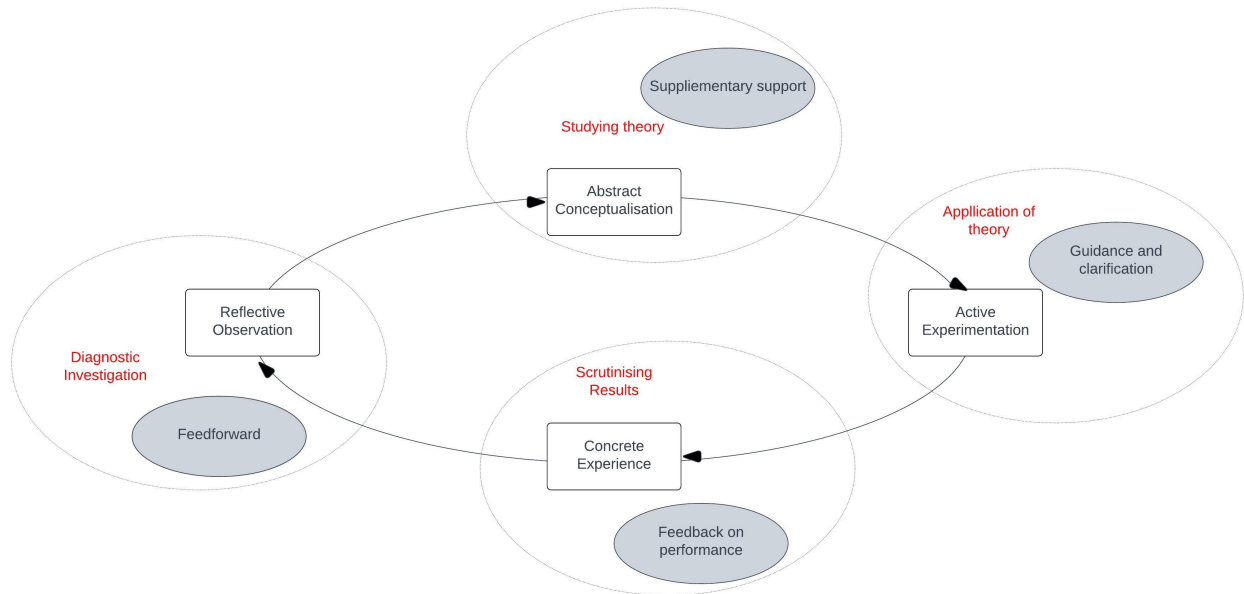 Suppliementary support
Studying theory
Abstract
Conceptualisation
Appllication of
theory
Guidance and
clarification
Active
Experimentation
Reflective
Observation
Diagnostic
Investigation
Feedforward
Scrutinising
Results
Concrete
Experience
Feedback on
performance